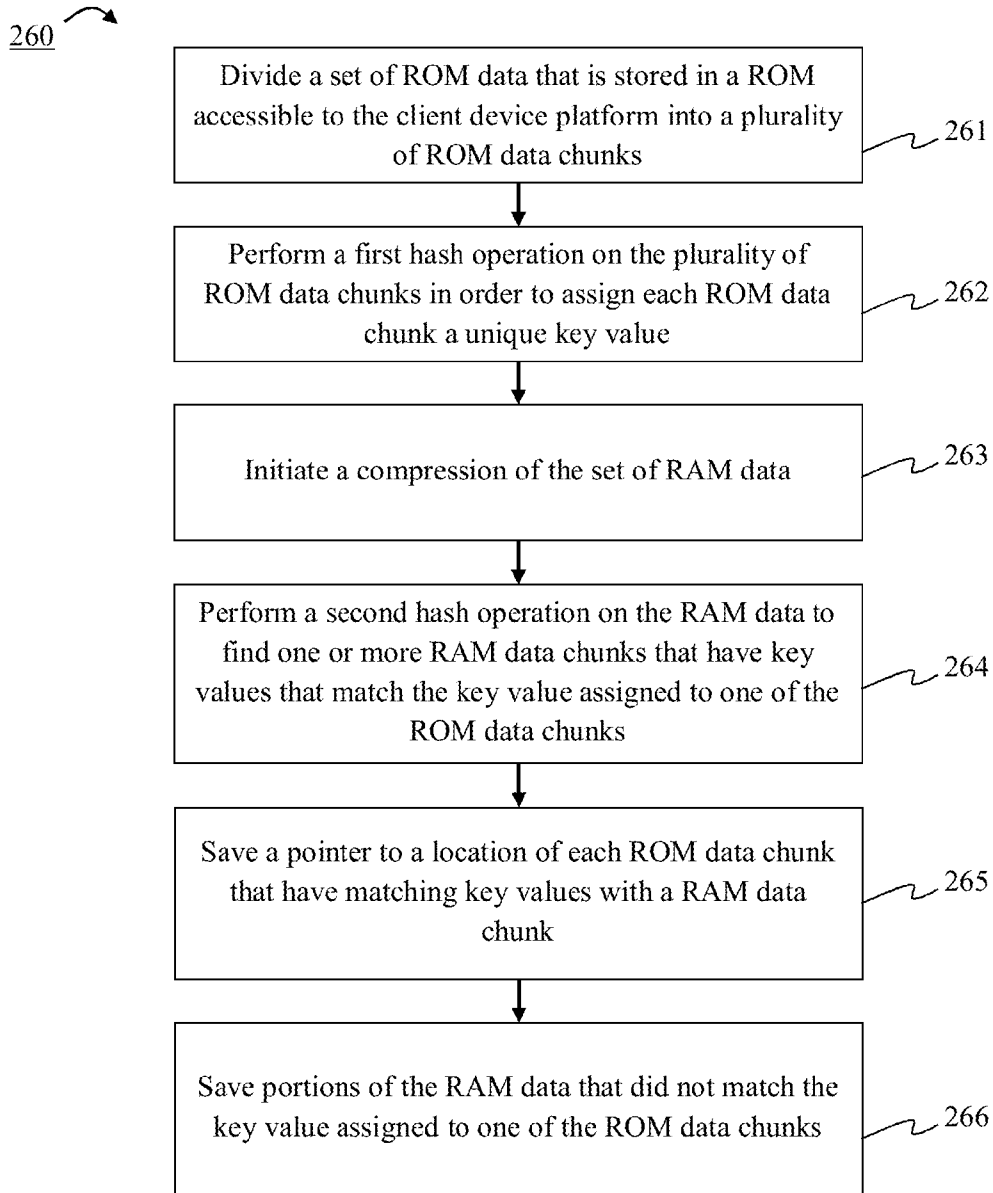 260
Divide a set of ROM data that is stored in a ROM
accessible to the client device platform into a plurality
of ROM data chunks
261
Perform a first hash operation on the plurality of
ROM data chunks in order to assign each ROM data
chunk a unique key value
262
Initiate a compression of the set of RAM data
263
Perform a second hash operation on the RAM data to
find one or more RAM data chunks that have key
values that match the key value assigned to one of the
ROM data chunks
264
Save a pointer to a location of each ROM data chunk
that have matching key values with a RAM data
chunk
265
Save portions of the RAM data that did not match the
key value assigned to one of the ROM data chunks
266